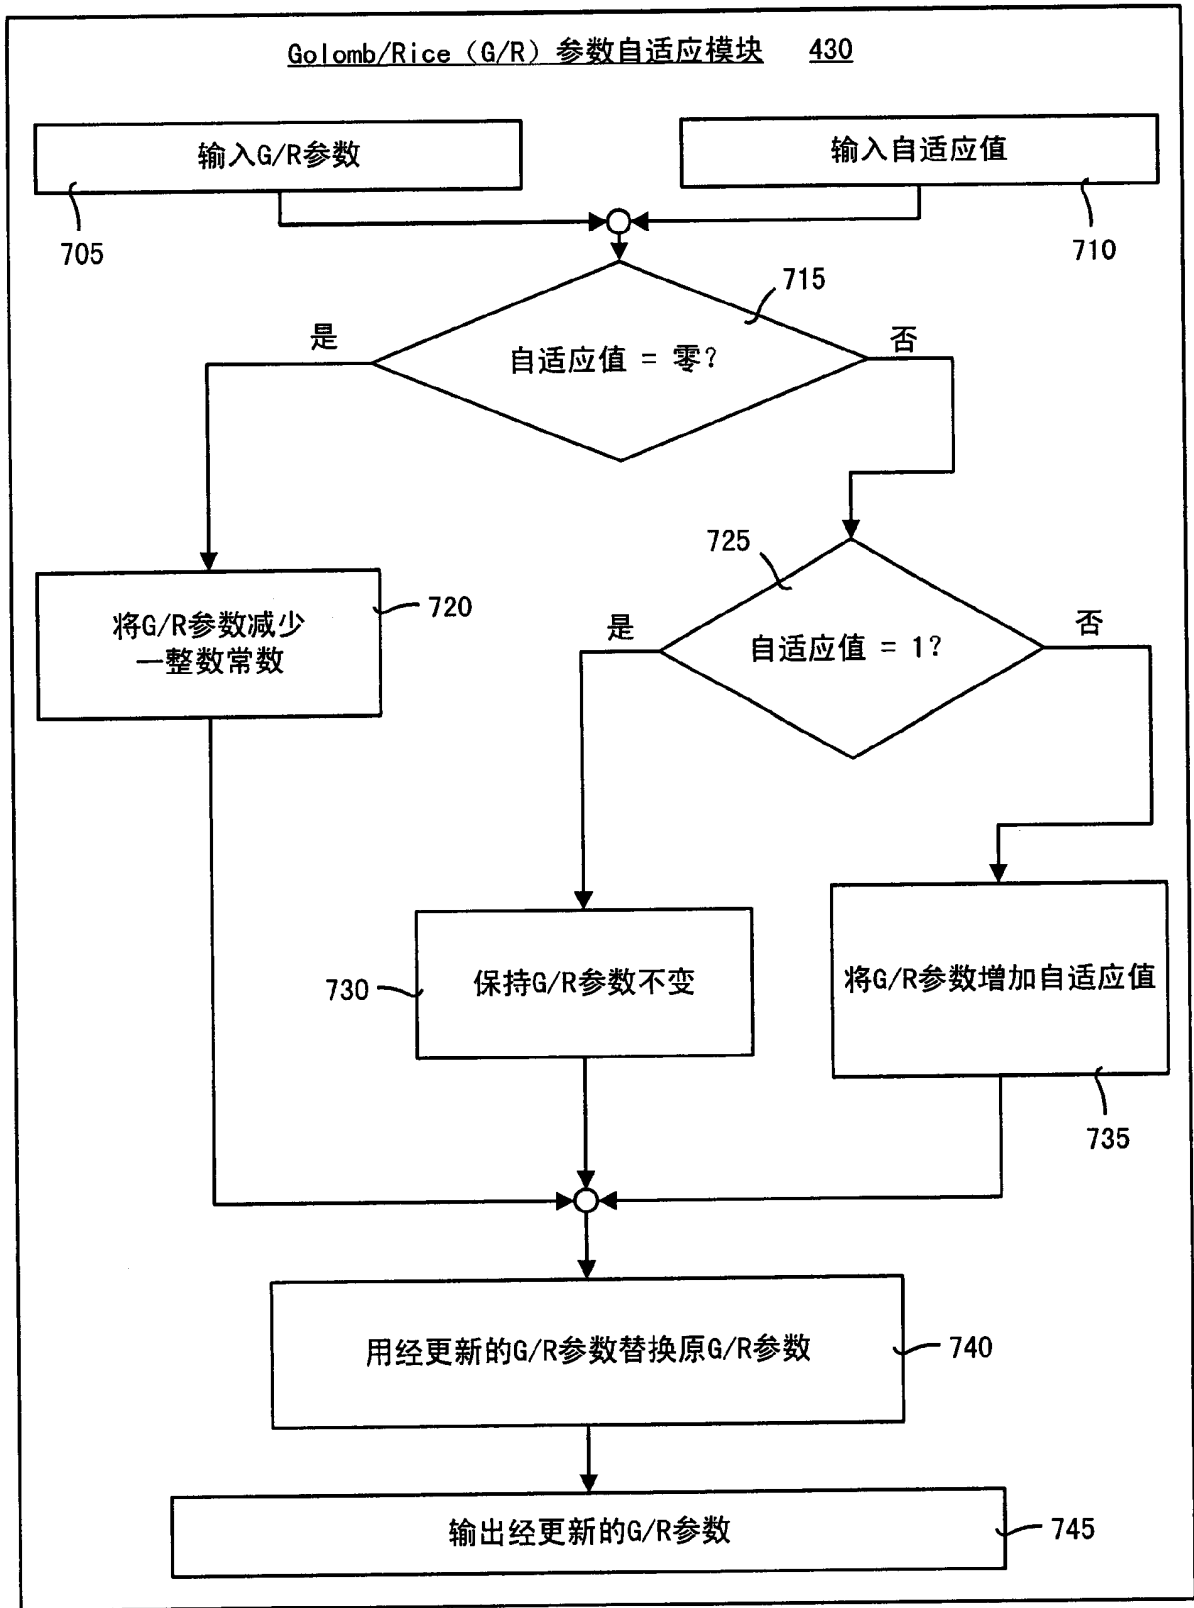 Golomb/Rice（G/R）参数自适应模块 430
输入G/R参数
输入自适应值
705
710
715
是
否
自适应值 = 零?
725
720
将G/R参数减少
一整数常数
是
否
自适应值 = 1?
730
保持G/R参数不变
将G/R参数增加自适应值
735
用经更新的G/R参数替换原G/R参数
740
输出经更新的G/R参数
745